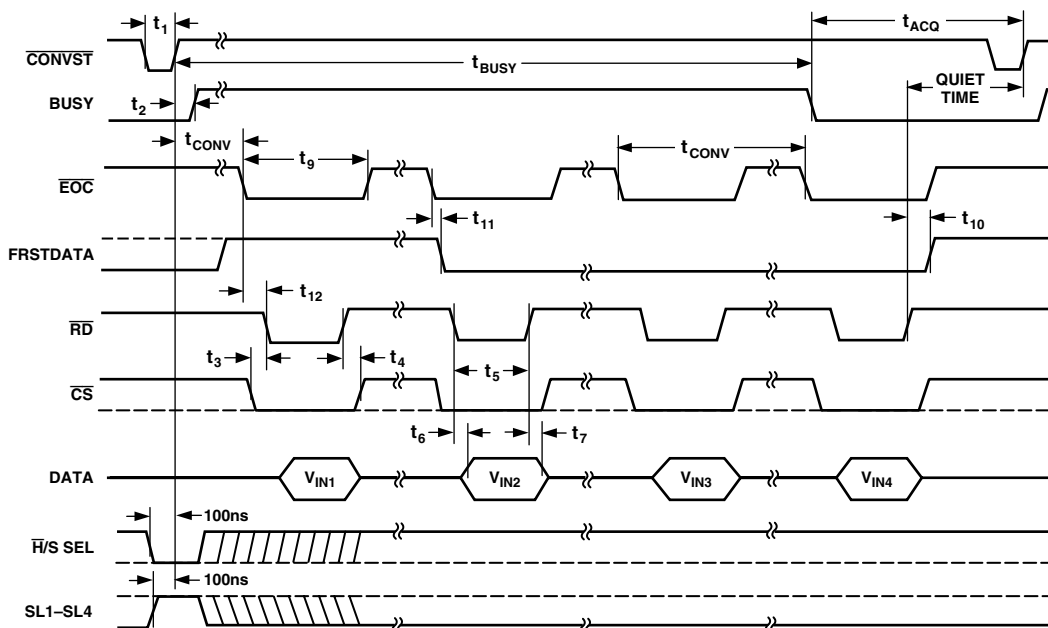 t1
tACQ
CONVST
tBUSY
QUIET
TIME
BUSY
t2
tCONV
t9
tCONV
EOC
t11
t10
FRSTDATA
t12
RD
t3
t4
t5
CS
t6
t7
DATA
VIN1
VIN2
VIN3
VIN4
100ns
H/S SEL
100ns
SL1–SL4